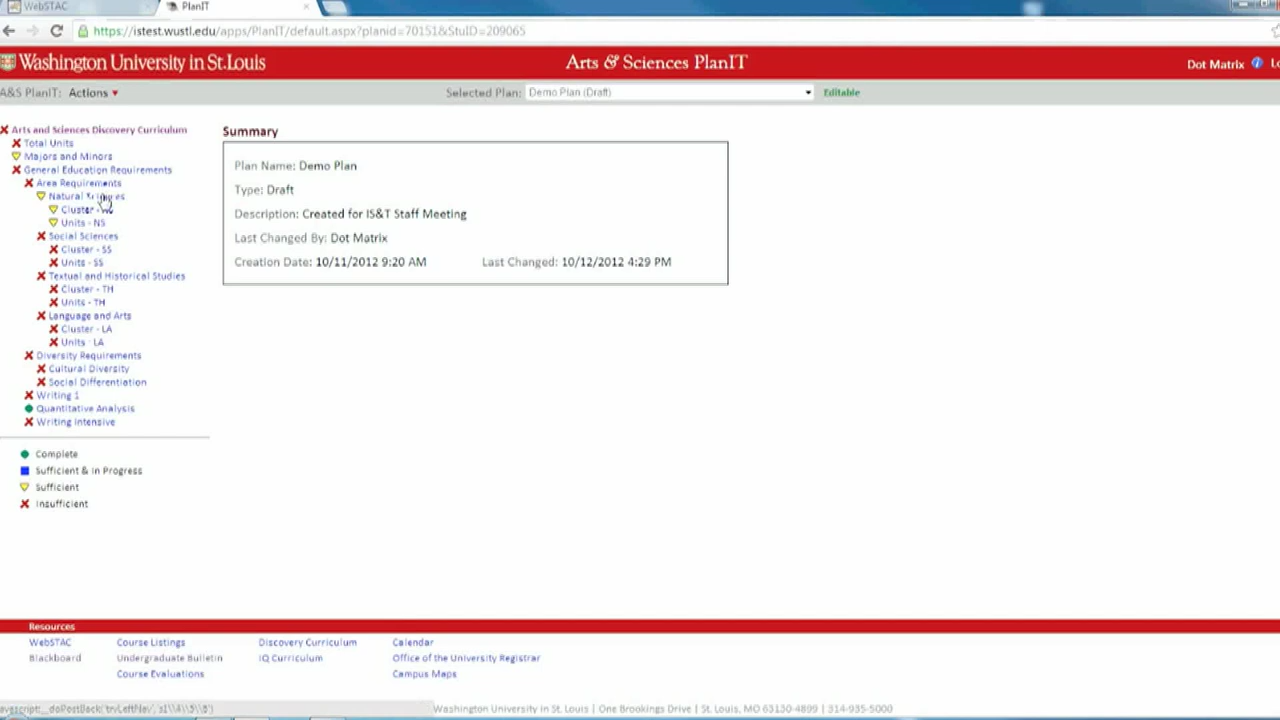 WebSTAC
PlanIT
https://istest.wustl.edu/apps/PlanIT/default.aspx?planid=70151&StuID=209065
Washington University in St.Louis
Arts & Sciences PlanIT
Dot Matrix
A&S PlanIT: Actions
Selected Plan: Demo Plan (Draft)
Editable
Arts and Sciences Discovery Curriculum
Total Units
Majors and Minors
General Education Requirements
Area Requirements
Natural
Cluster -
Units - NS
Social Sciences
Cluster - SS
Units - SS
Textual and Historical Studies
Cluster - TH
Units - TH
Language and Arts
Cluster - LA
Units - LA
Diversity Requirements
Cultural Diversity
Social Differentiation
Writing 1
Quantitative Analysis
Writing Intensive
Complete
Sufficient & In Progress
Sufficient
Insufficient
Summary
Plan Name: Demo Plan
Type: Draft
Description: Created for IS&T Staff Meeting
Last Changed By: Dot Matrix
Creation Date: 10/11/2012 9:20 AM Last Changed: 10/12/2012 4:29 PM
Resources
WebSTAC Course Listings Discovery Curriculum Calendar
Blackboard Undergraduate Bulletin IQ Curriculum Office of the University Registrar
Course Evaluations Campus Maps
Washington University in St. Louis | One Brookings Drive | St. Louis, MO 63130-4899 | 314-935-5000